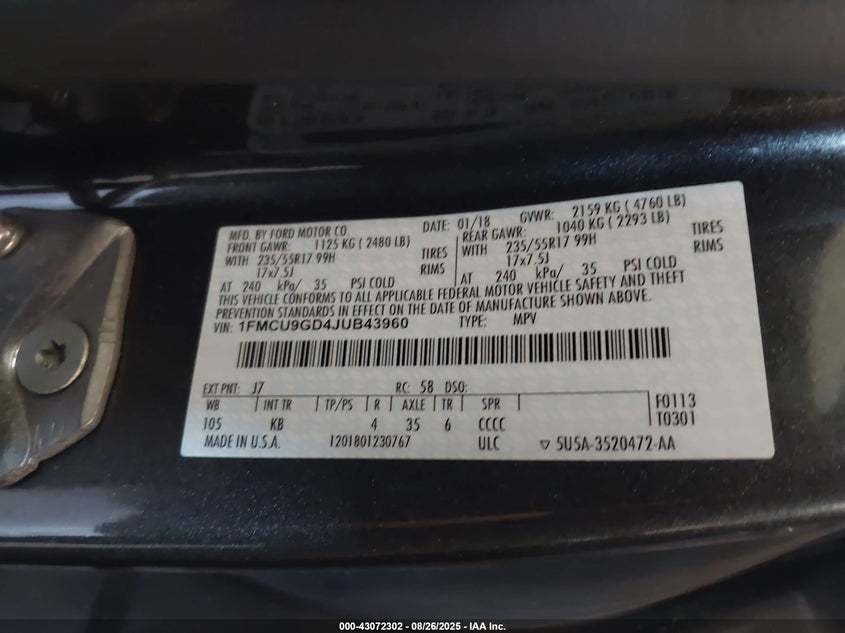 MFD. BY FORD MOTOR CO. DATE: 01/18 GVWR: 2159 KG ( 4760 LB)
FRONT GAWR: 1125 KG ( 2480 LB) REAR GAWR: 1040 KG ( 2293 LB)
WITH 235/55R17 99H TIRES WITH 235/55R17 99H TIRES
17x7.5J RIMS 17x7.5J RIMS
AT 240 kPa/ 35 PSI COLD AT 240 kPa/ 35 PSI COLD
THIS VEHICLE CONFORMS TO ALL APPLICABLE FEDERAL MOTOR VEHICLE SAFETY AND THEFT
PREVENTION STANDARDS IN EFFECT ON THE DATE OF MANUFACTURE SHOWN ABOVE.
VIN: 1FMCU9GD4JUB43960 TYPE: MPV
EXT PNT: J7 RC: 58 DSO: F0113
WB INT TR TP/PS R AXLE TR SPR T0301
105 KB 4 35 6 CCCC
MADE IN U.S.A. 1201801230767 ULC ▽ 5U5A-3520472-AA
000-43072302 - 08/26/2025 - IAA Inc.